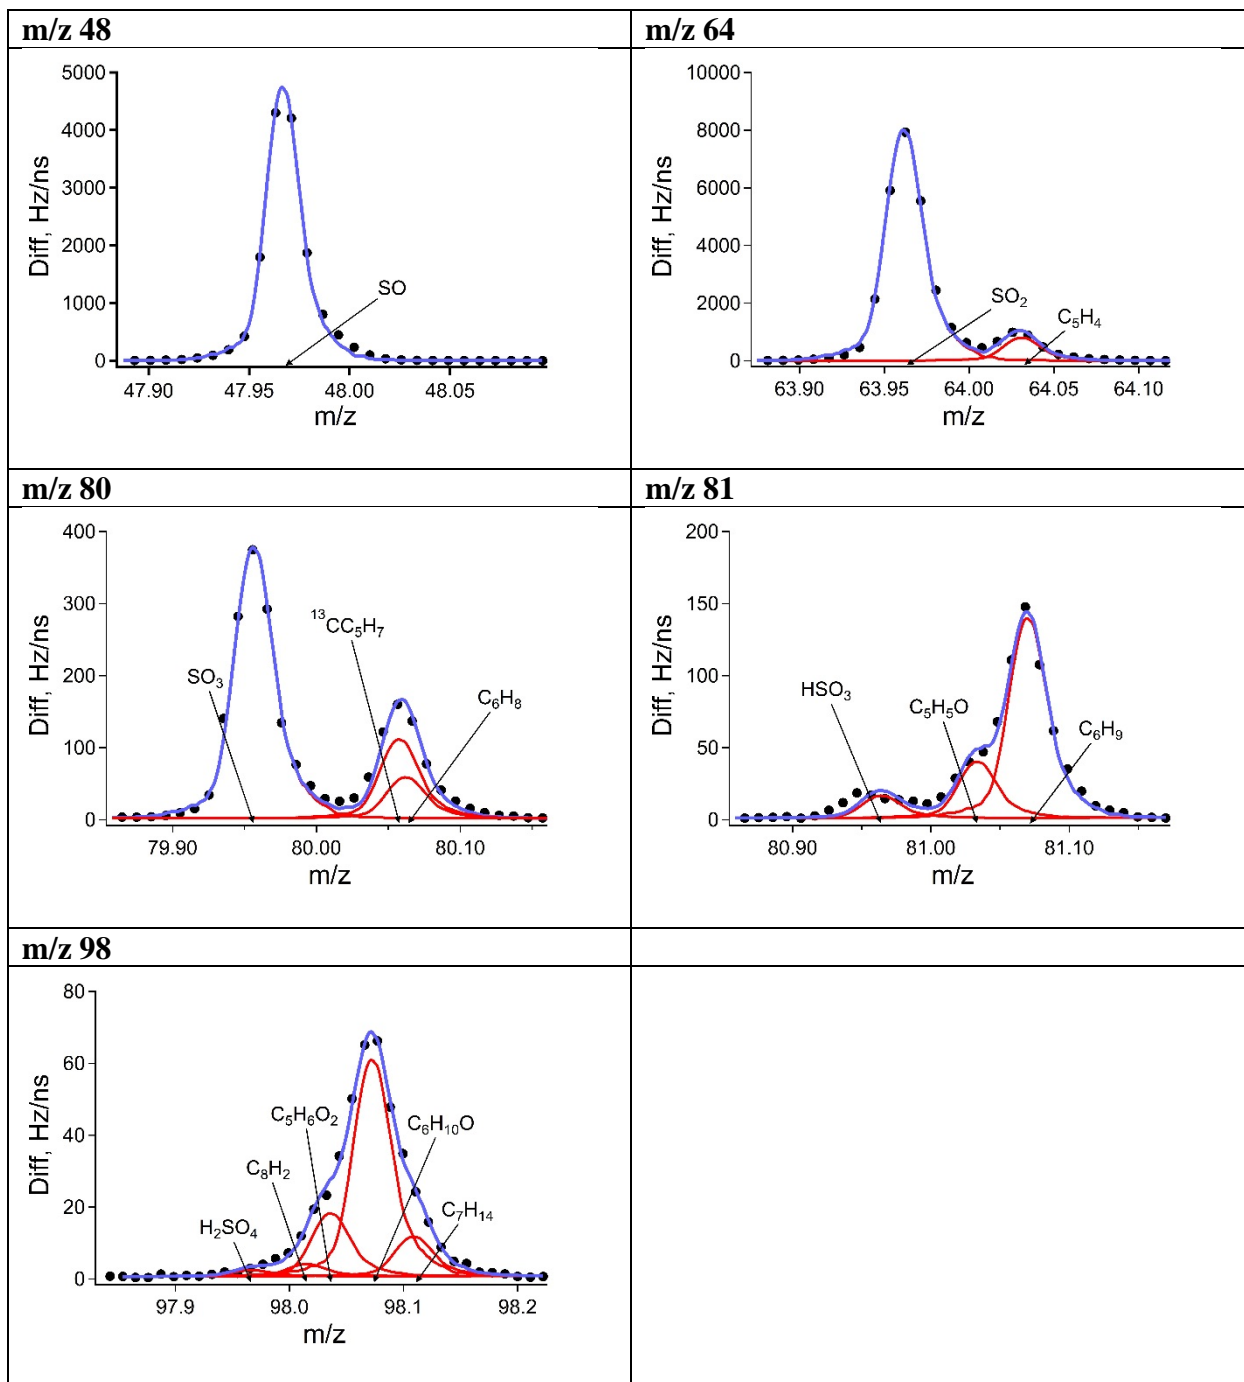 m/z 48
m/z 64
5000
4000
3000
2000
1000
0
Diff, Hz/ns
SO
47.90 47.95 48.00 48.05
m/z
10000
8000
6000
4000
2000
0
Diff, Hz/ns
SO₂
C₅H₄
63.90 63.95 64.00 64.05 64.10
m/z
m/z 80
m/z 81
400
300
200
100
0
Diff, Hz/ns
¹³CC₅H₇
SO₃
C₆H₈
79.90 80.00 80.10
m/z
200
150
100
50
0
Diff, Hz/ns
HSO₃
C₅H₅O
C₆H₉
80.90 81.00 81.10
m/z
m/z 98
80
60
40
20
0
Diff, Hz/ns
C₅H₆O₂
C₆H₁₀O
C₈H₂
C₇H₁₄
H₂SO₄
97.9 98.0 98.1 98.2
m/z